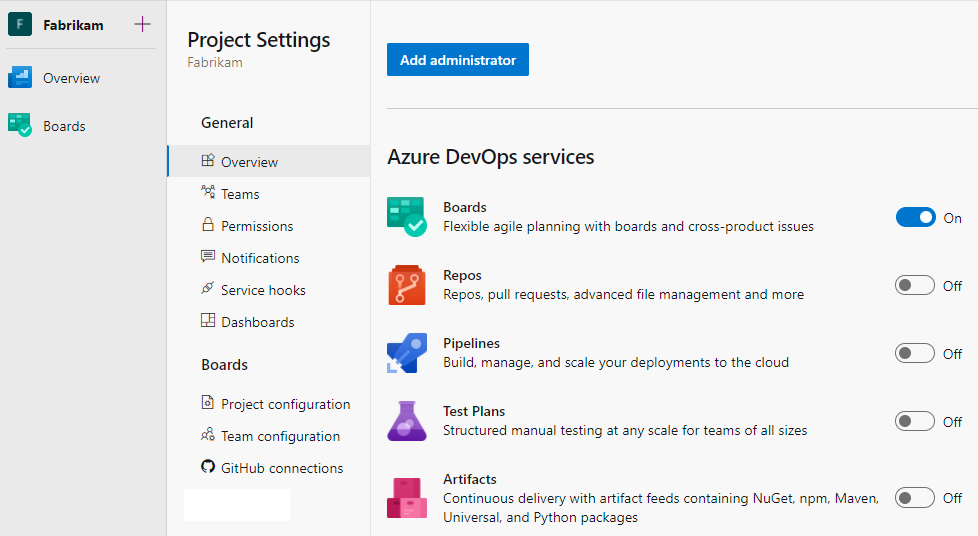 F Fabrikam +
Overview
Boards
Project Settings
Fabrikam
General
Overview
Teams
Permissions
Notifications
Service hooks
Dashboards
Boards
Project configuration
Team configuration
GitHub connections
Add administrator
Azure DevOps services
Boards
Flexible agile planning with boards and cross-product issues
On
Repos
Repos, pull requests, advanced file management and more
Off
Pipelines
Build, manage, and scale your deployments to the cloud
Off
Test Plans
Structured manual testing at any scale for teams of all sizes
Off
Artifacts
Continuous delivery with artifact feeds containing NuGet, npm, Maven,
Universal, and Python packages
Off